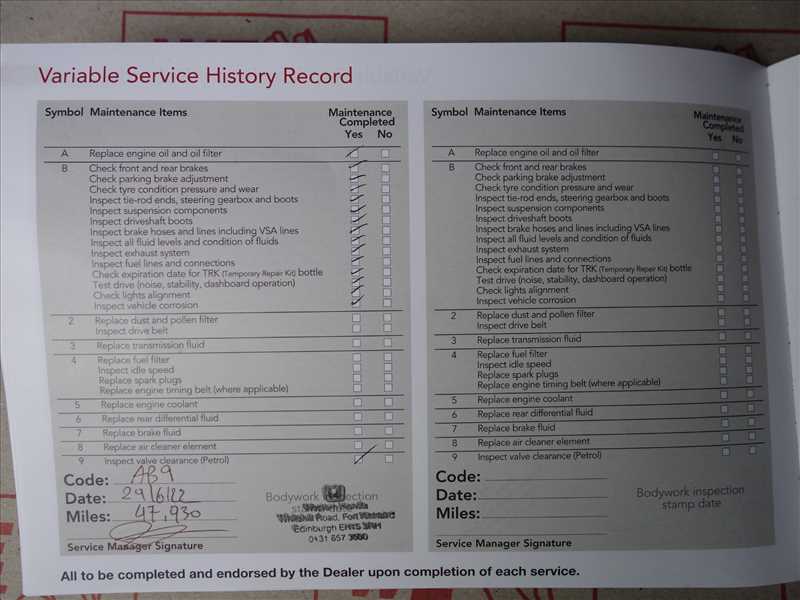 Variable Service History Record
Symbol Maintenance Items Maintenance Completed
Yes No
A Replace engine oil and oil filter
B Check front and rear brakes
Check parking brake adjustment
Check tyre condition pressure and wear
Inspect tie-rod ends, steering gearbox and boots
Inspect suspension components
Inspect driveshaft boots
Inspect brake hoses and lines including VSA lines
Inspect all fluid levels and condition of fluids
Inspect exhaust system
Inspect fuel lines and connections
Check expiration date for TRK (Temporary Repair Kit) bottle
Test drive (noise, stability, dashboard operation)
Check lights alignment
Inspect vehicle corrosion
2 Replace dust and pollen filter
Inspect drive belt
3 Replace transmission fluid
4 Replace fuel filter
Inspect idle speed
Replace spark plugs
Replace engine timing belt (where applicable)
5 Replace engine coolant
6 Replace rear differential fluid
7 Replace brake fluid
8 Replace air cleaner element
9 Inspect valve clearance (Petrol)
Code: AB9
Date: 29/6/22
Miles: 47,930
Service Manager Signature
Bodywork
Road, Fort
Edinburgh
0131 657
Symbol Maintenance Items Maintenance Completed
Yes No
A Replace engine oil and oil filter
B Check front and rear brakes
Check parking brake adjustment
Check tyre condition pressure and wear
Inspect tie-rod ends, steering gearbox and boots
Inspect suspension components
Inspect driveshaft boots
Inspect brake hoses and lines including VSA lines
Inspect all fluid levels and condition of fluids
Inspect exhaust system
Inspect fuel lines and connections
Check expiration date for TRK (Temporary Repair Kit) bottle
Test drive (noise, stability, dashboard operation)
Check lights alignment
Inspect vehicle corrosion
2 Replace dust and pollen filter
Inspect drive belt
3 Replace transmission fluid
4 Replace fuel filter
Inspect idle speed
Replace spark plugs
Replace engine timing belt (where applicable)
5 Replace engine coolant
6 Replace rear differential fluid
7 Replace brake fluid
8 Replace air cleaner element
9 Inspect valve clearance (Petrol)
Code:
Date:
Miles:
Service Manager Signature
Bodywork inspection
stamp date
All to be completed and endorsed by the Dealer upon completion of each service.